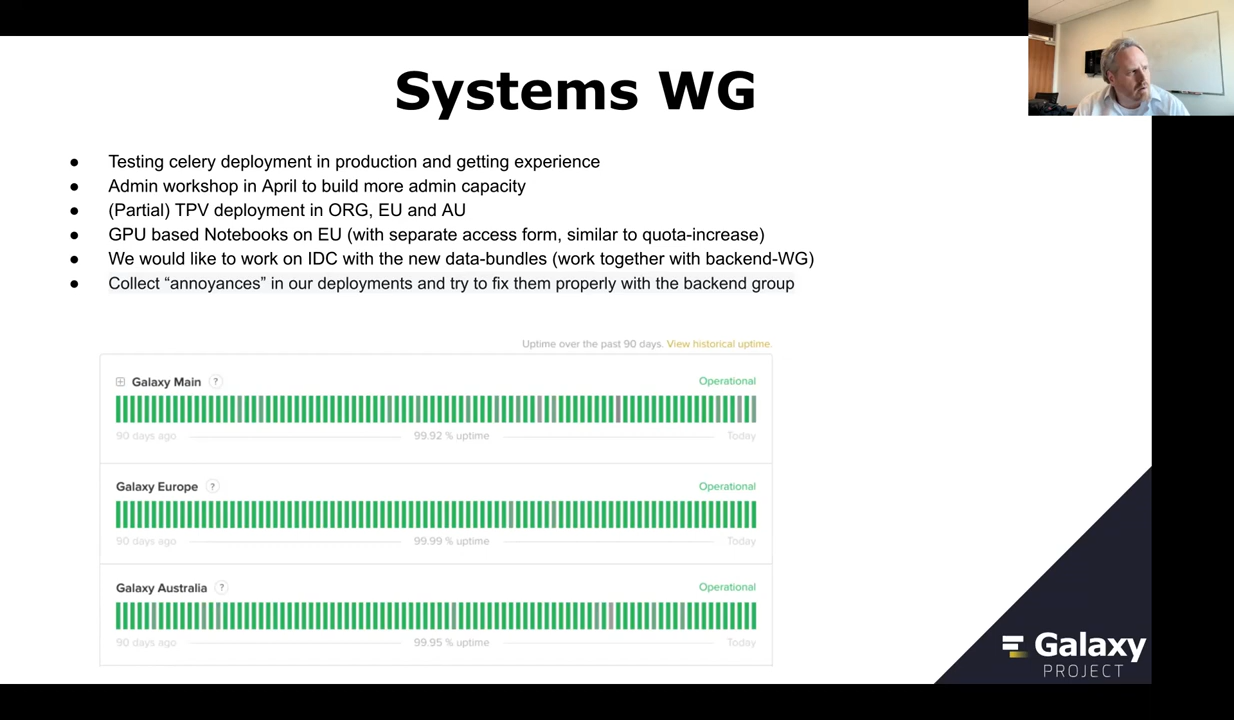 Systems WG
● Testing celery deployment in production and getting experience
● Admin workshop in April to build more admin capacity
● (Partial) TPV deployment in ORG, EU and AU
● GPU based Notebooks on EU (with separate access form, similar to quota-increase)
● We would like to work on IDC with the new data-bundles (work together with backend-WG)
● Collect “annoyances” in our deployments and try to fix them properly with the backend group
Uptime over the past 90 days. View historical uptime.
Galaxy Main ? Operational
90 days ago 99.92 % uptime Today
Galaxy Europe ? Operational
90 days ago 99.99 % uptime Today
Galaxy Australia ? Operational
90 days ago 99.95 % uptime Today
Galaxy
PROJECT